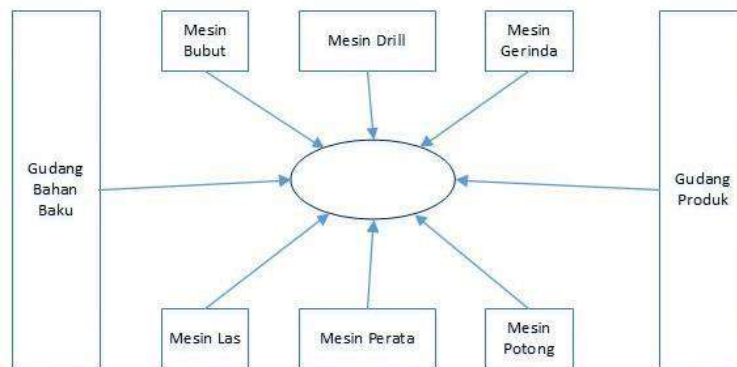 Mesin
Bubut
Mesin Drill
Mesin
Gerinda
Gudang
Bahan
Baku
Gudang
Produk
Mesin Las
Mesin Perata
Mesin
Potong